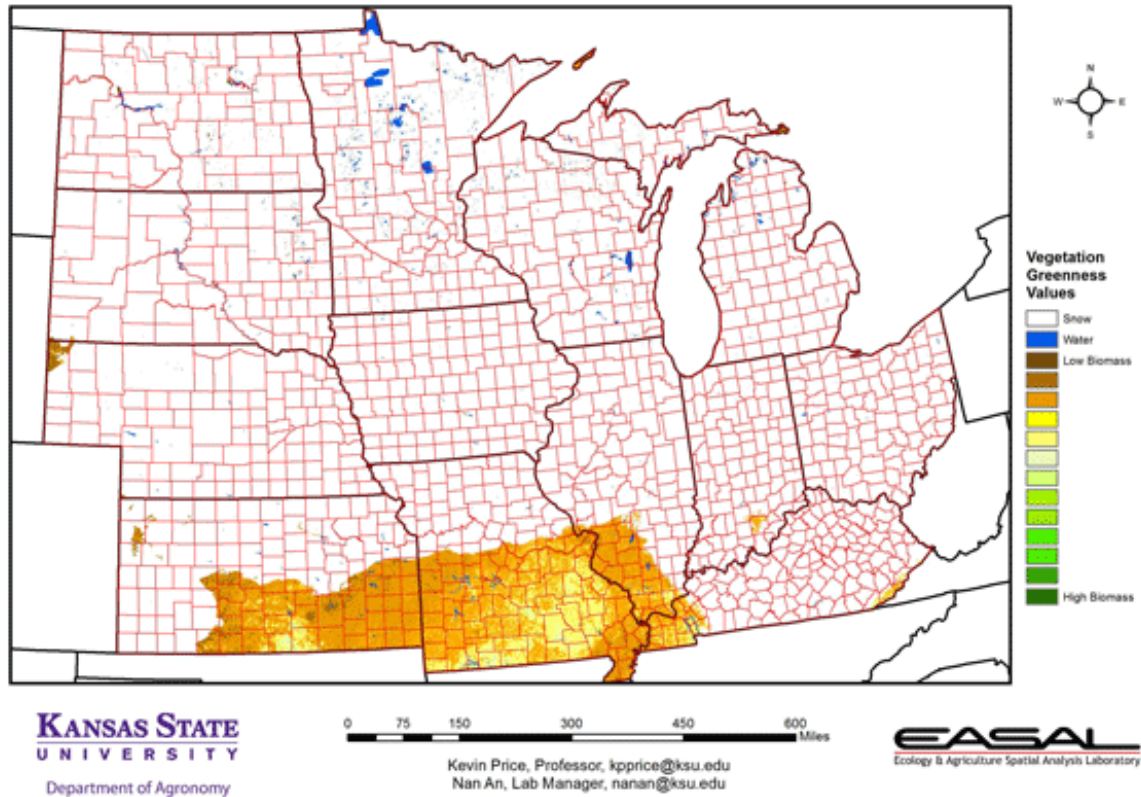 N
W
E
S
Vegetation
Greenness
Values
Snow
Water
Low Biomass
High Biomass
KANSAS STATE
UNIVERSITY
Department of Agronomy
0 75 150 300 450 600
Miles
Kevin Price, Professor, kpprice@ksu.edu
Nan An, Lab Manager, nanan@ksu.edu
EASAL
Ecology & Agriculture Spatial Analysis Laboratory